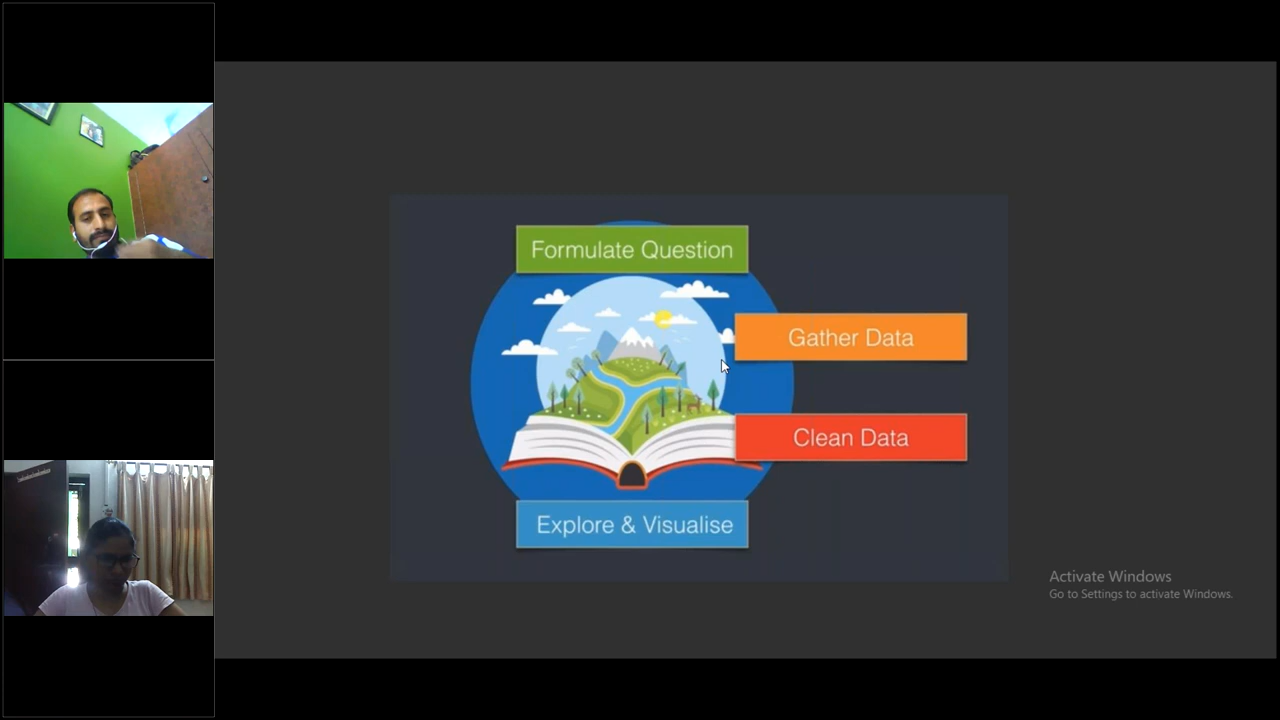 Formulate Question
Gather Data
Clean Data
Explore & Visualise
Activate Windows
Go to Settings to activate Windows.